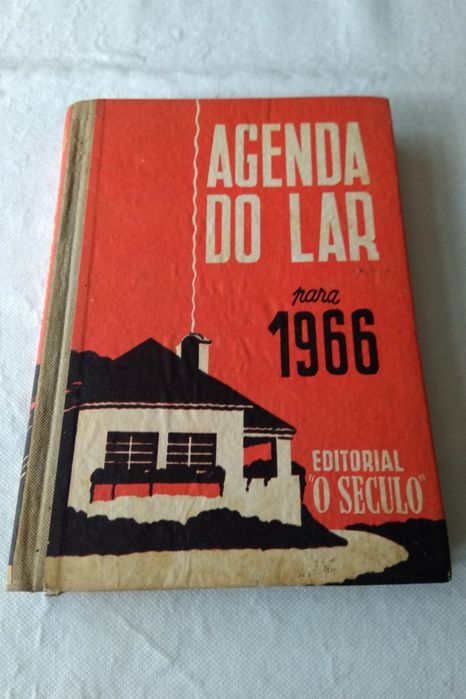 AGENDA
DO LAR
para
1966
EDITORIAL
"O SECULO"